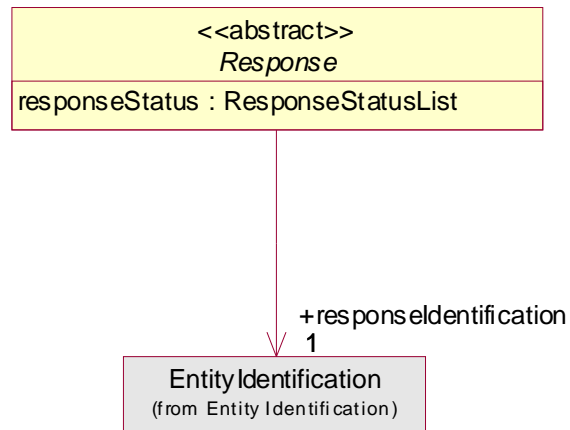 <<abstract>>
Response
responseStatus : ResponseStatusList
+responseIdentification
1
EntityIdentification
(from Entity Identification)